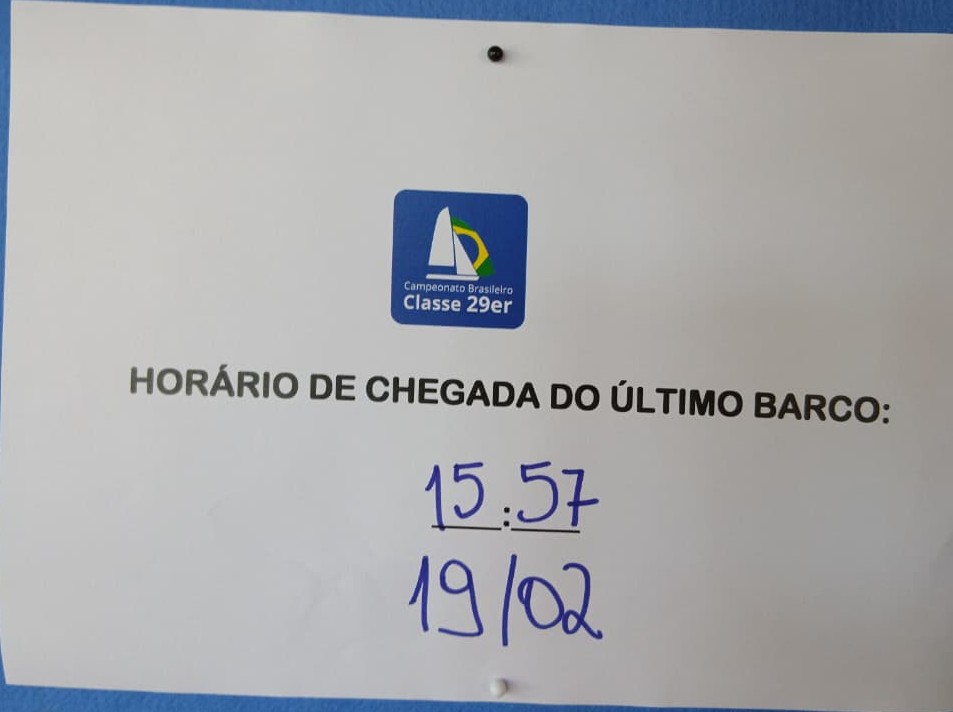 Campeonato Brasileiro
Classe 29er
HORÁRIO DE CHEGADA DO ÚLTIMO BARCO:
15:57
19/02